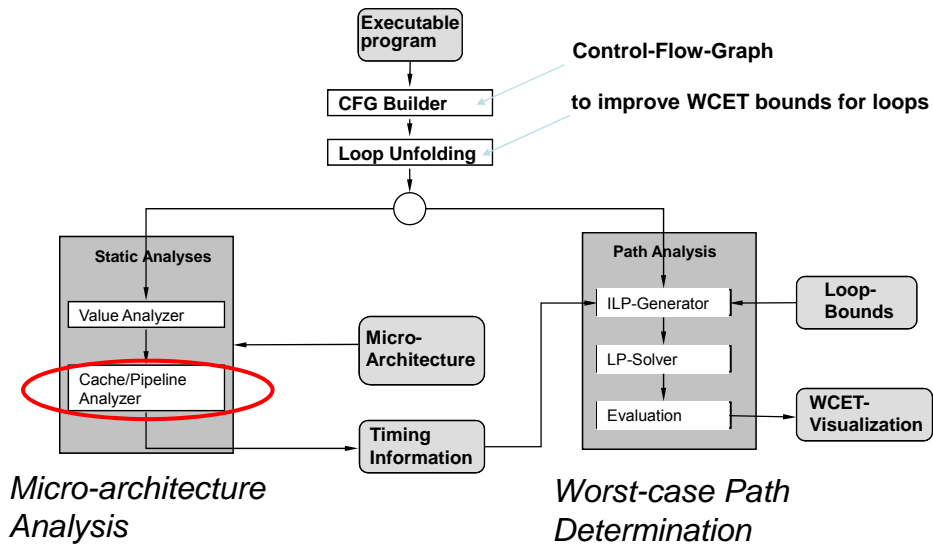 Executable
program
Control-Flow-Graph
CFG Builder
to improve WCET bounds for loops
Loop Unfolding
Static Analyses
Value Analyzer
Cache/Pipeline
Analyzer
Micro-
Architecture
Timing
Information
Path Analysis
ILP-Generator
LP-Solver
Evaluation
Loop-
Bounds
WCET-
Visualization
Micro-architecture
Analysis
Worst-case Path
Determination